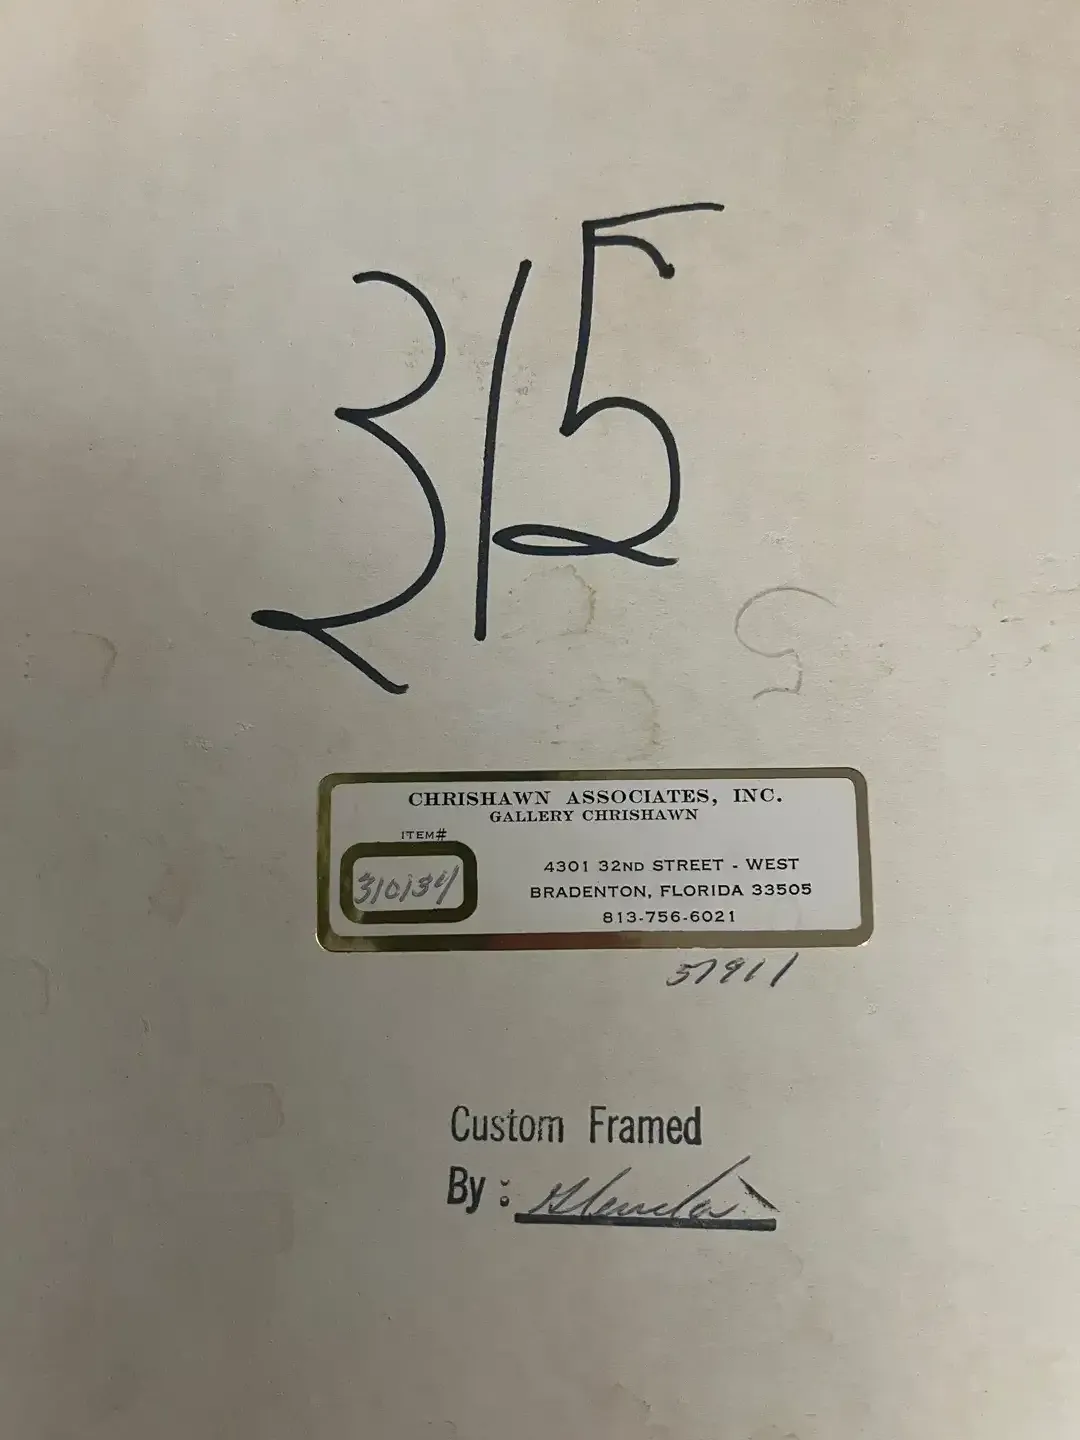 315
CHRISHAWN ASSOCIATES, INC.
GALLERY CHRISHAWN
ITEM#
310134
4301 32ND STREET - WEST
BRADENTON, FLORIDA 33505
813-756-6021
57911
Custom Framed
By: Glenda